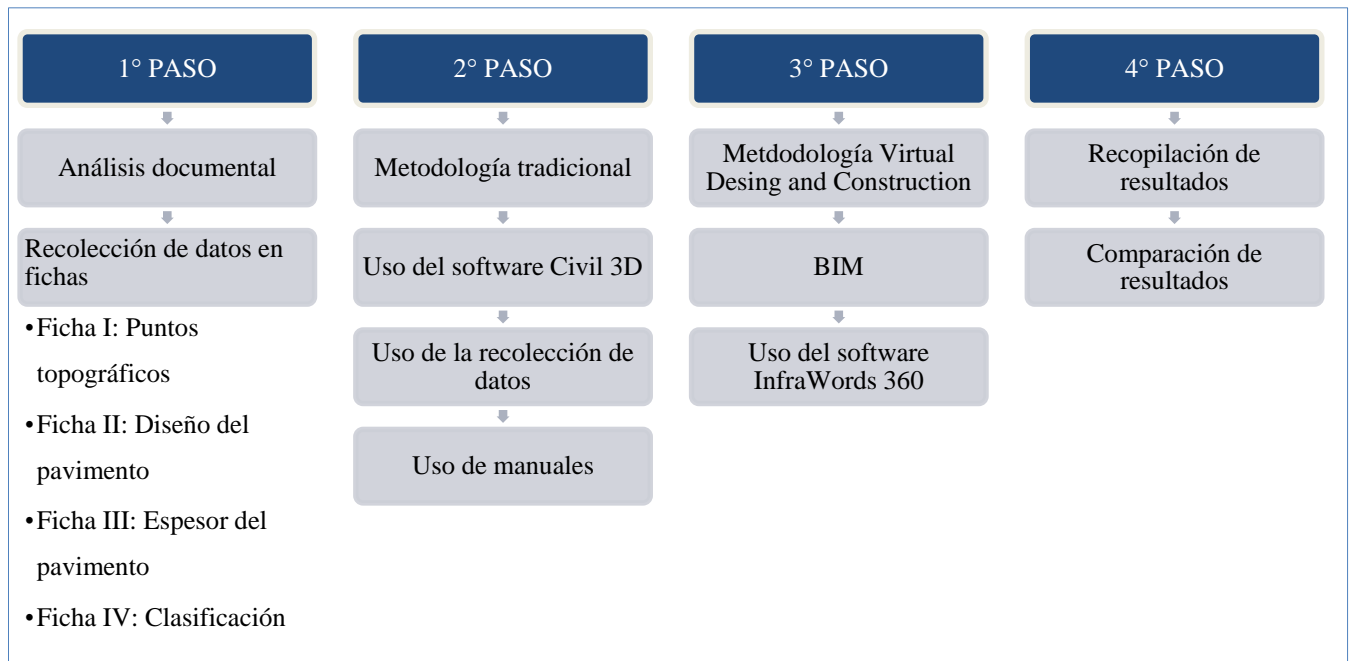 1° PASO
Análisis documental
Recolección de datos en
fichas
•Ficha I: Puntos
topográficos
•Ficha II: Diseño del
pavimento
•Ficha III: Espesor del
pavimento
•Ficha IV: Clasificación
2° PASO
Metodología tradicional
Uso del software Civil 3D
Uso de la recolección de
datos
Uso de manuales
3° PASO
Metdodología Virtual
Desing and Construction
BIM
Uso del software
InfraWords 360
4° PASO
Recopilación de
resultados
Comparación de
resultados